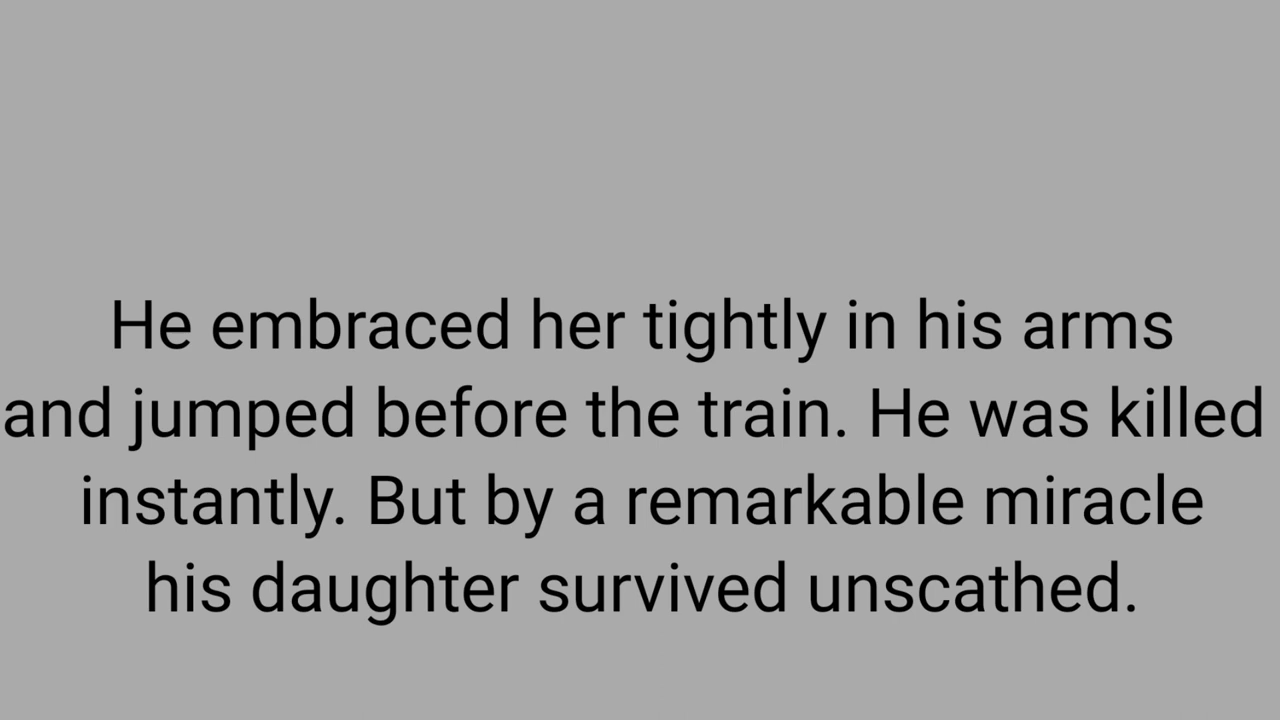 He embraced her tightly in his arms
and jumped before the train. He was killed
instantly. But by a remarkable miracle
his daughter survived unscathed.